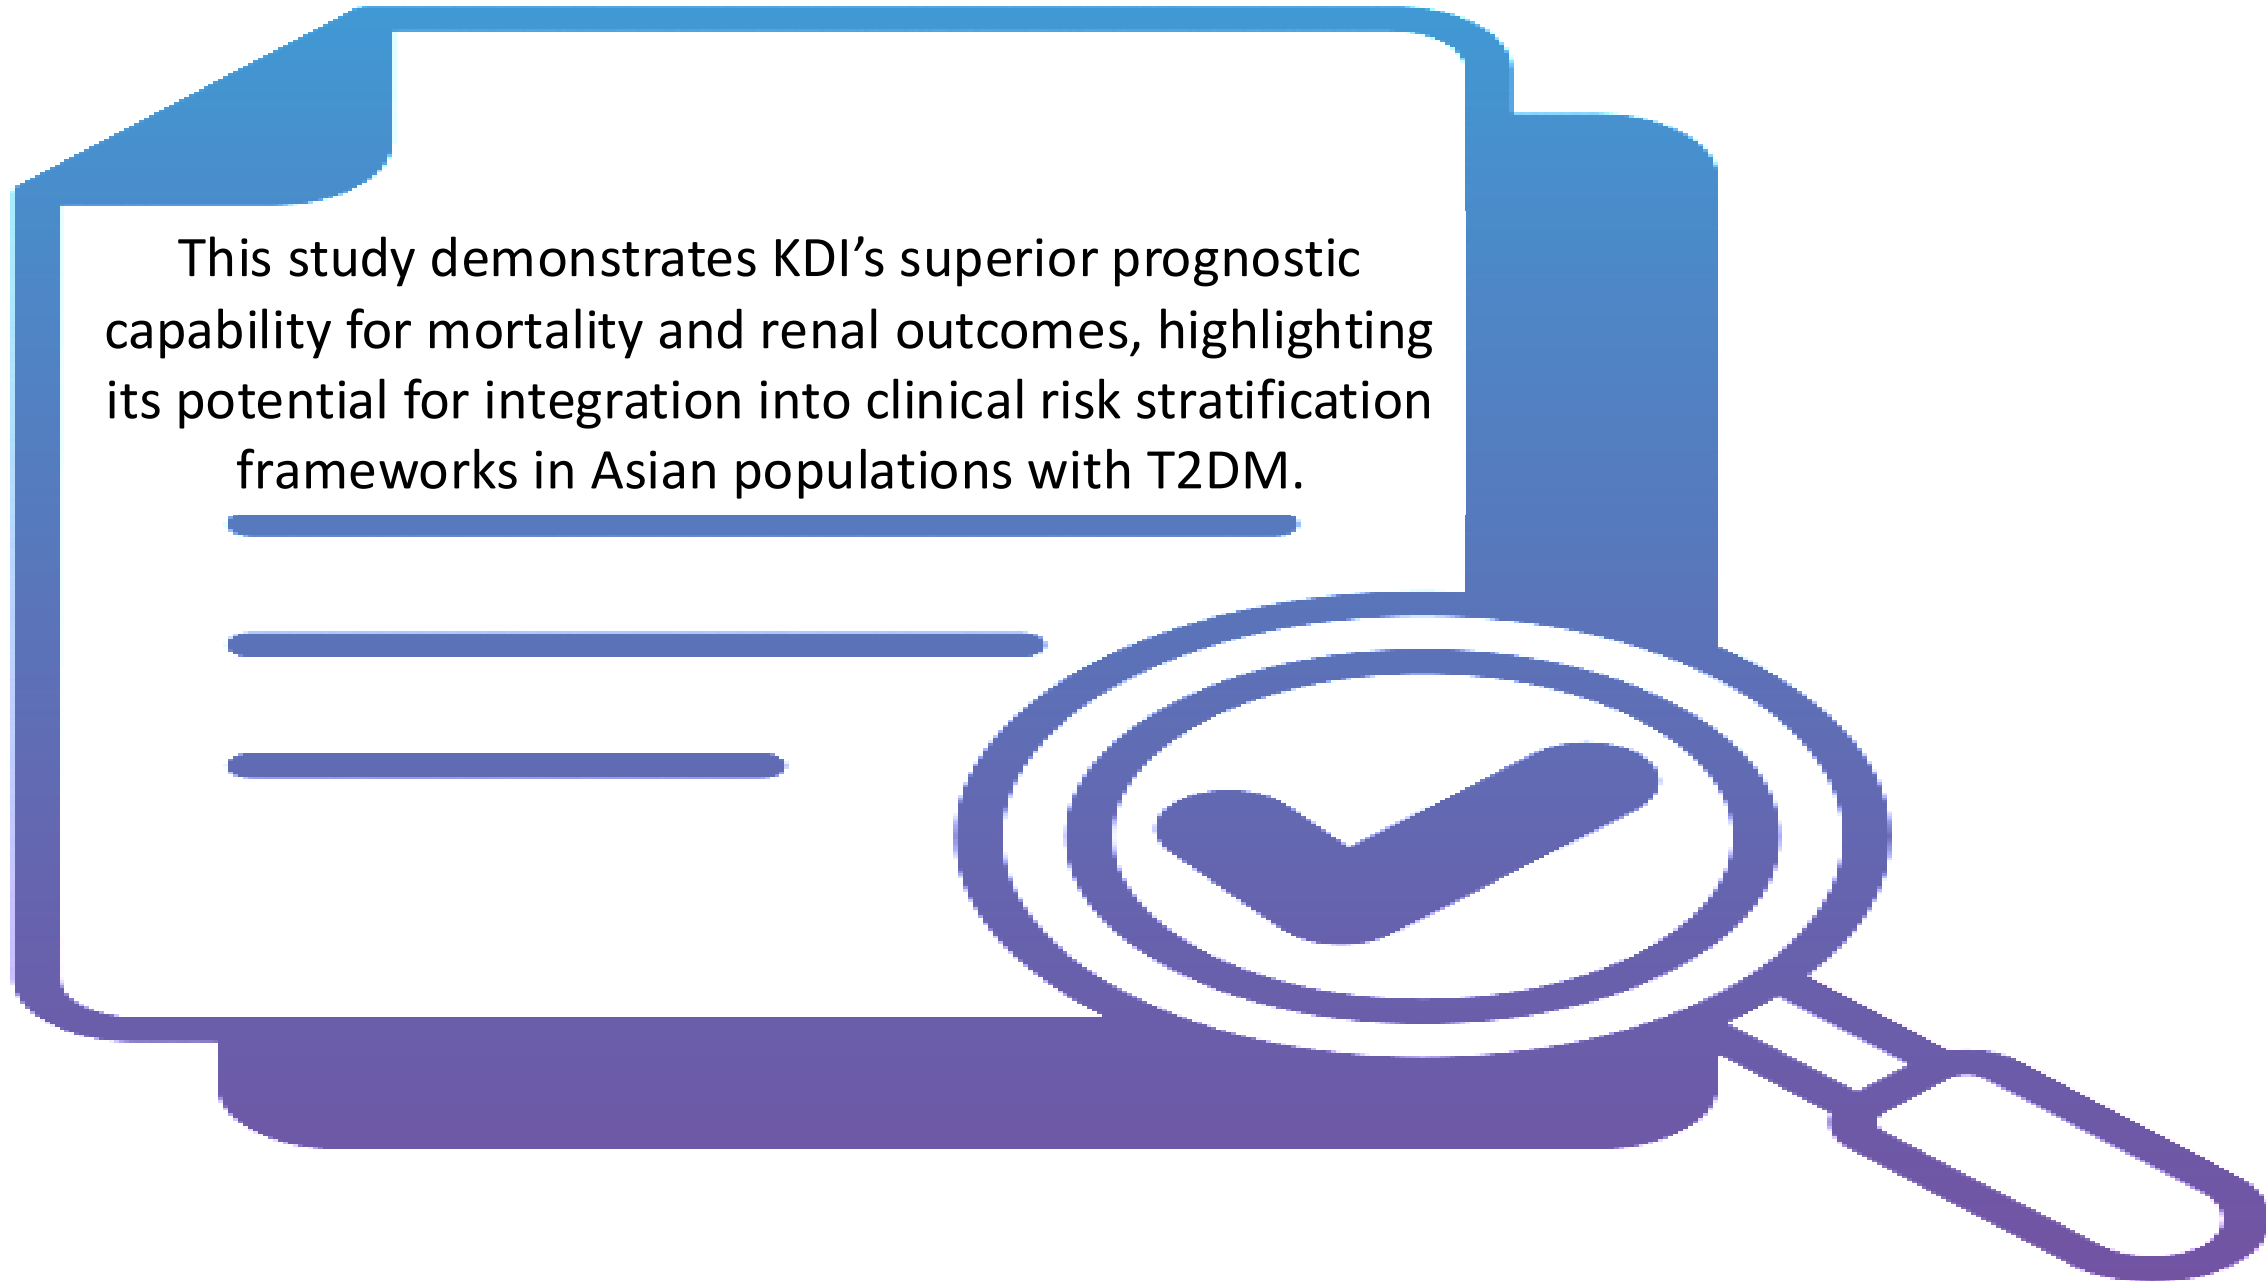 This study demonstrates KDI’s superior prognostic
capability for mortality and renal outcomes, highlighting
its potential for integration into clinical risk stratification
frameworks in Asian populations with T2DM.